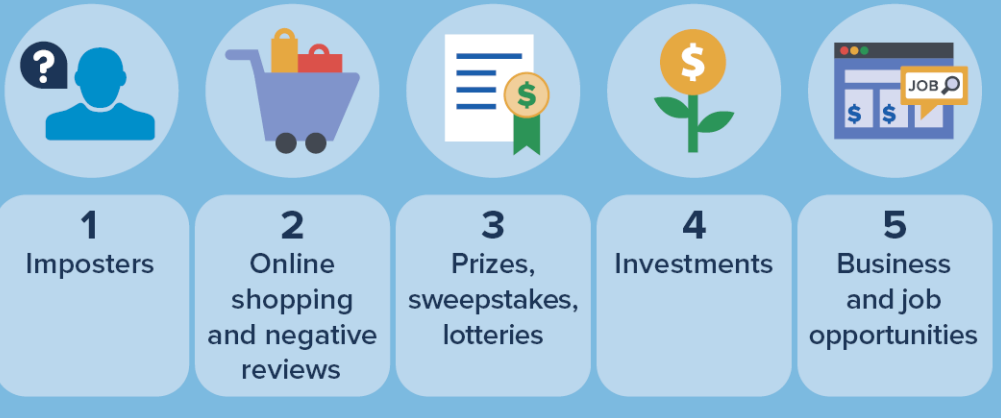 ?
$
$
JOB
$ $
1
Imposters
2
Online
shopping
and negative
reviews
3
Prizes,
sweepstakes,
lotteries
4
Investments
5
Business
and job
opportunities